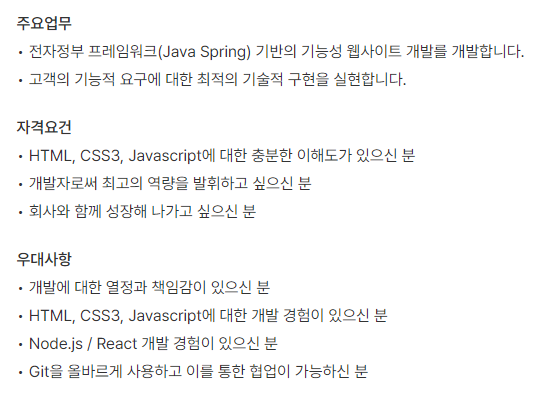 주요업무
• 전자정부 프레임워크(Java Spring) 기반의 기능성 웹사이트 개발를 개발합니다.
• 고객의 기능적 요구에 대한 최적의 기술적 구현을 실현합니다.
자격요건
• HTML, CSS3, Javascript에 대한 충분한 이해도가 있으신 분
• 개발자로써 최고의 역량을 발휘하고 싶으신 분
• 회사와 함께 성장해 나가고 싶으신 분
우대사항
• 개발에 대한 열정과 책임감이 있으신 분
• HTML, CSS3, Javascript에 대한 개발 경험이 있으신 분
• Node.js / React 개발 경험이 있으신 분
• Git을 올바르게 사용하고 이를 통한 협업이 가능하신 분